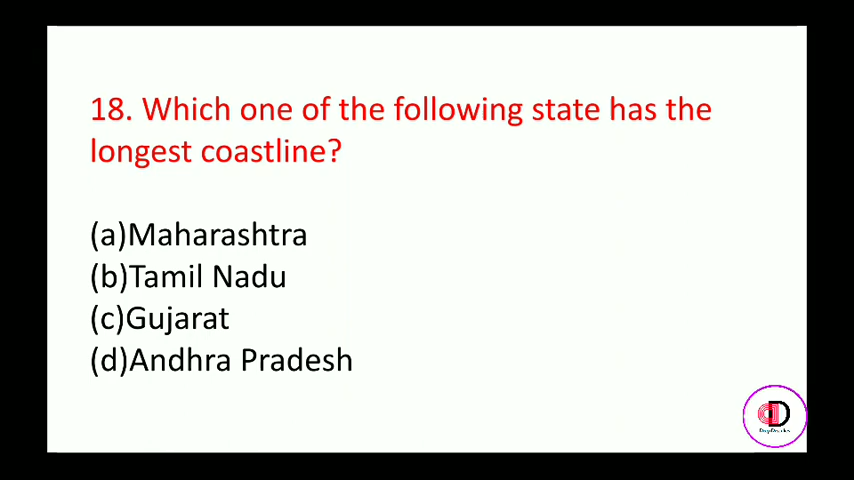 18. Which one of the following state has the
longest coastline?
(a)Maharashtra
(b)Tamil Nadu
(c)Gujarat
(d)Andhra Pradesh